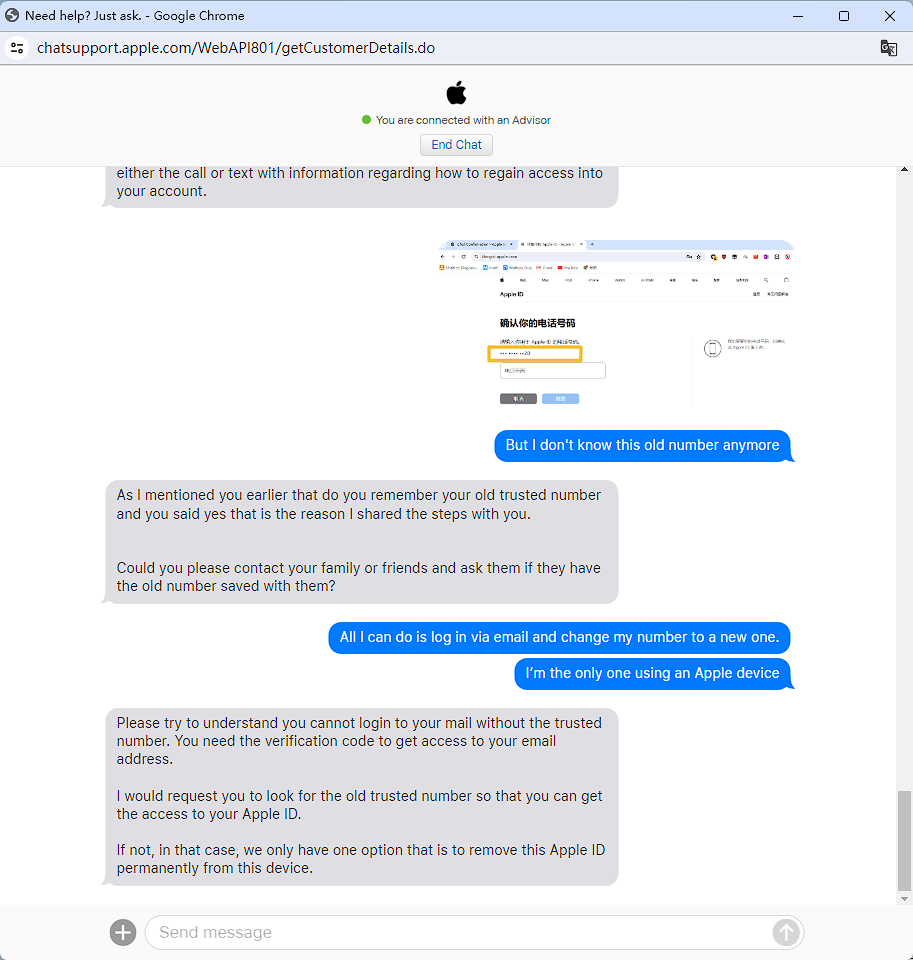 Need help? Just ask. - Google Chrome
chatsupport.apple.com/WebAPI801/getCustomerDetails.do
You are connected with an Advisor
End Chat
either the call or text with information regarding how to regain access into
your account.
Apple ID
确认你的电话号码
电话号码
But I don't know this old number anymore
As I mentioned you earlier that do you remember your old trusted number
and you said yes that is the reason I shared the steps with you.
Could you please contact your family or friends and ask them if they have
the old number saved with them?
All I can do is log in via email and change my number to a new one.
I’m the only one using an Apple device
Please try to understand you cannot login to your mail without the trusted
number. You need the verification code to get access to your email
address.
I would request you to look for the old trusted number so that you can get
the access to your Apple ID.
If not, in that case, we only have one option that is to remove this Apple ID
permanently from this device.
Send message